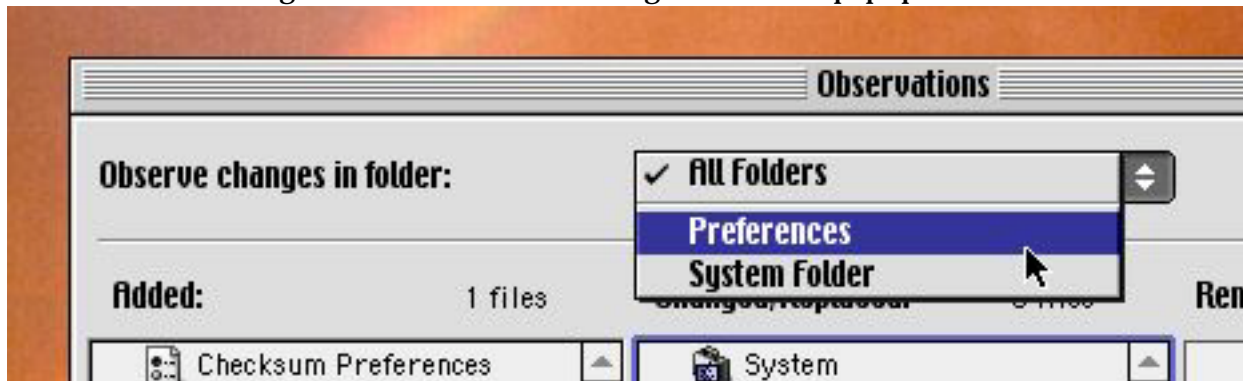 Observations
Observe changes in folder:
✓ All Folders
Preferences
System Folder
Added: 1 files
Checksum Preferences
System